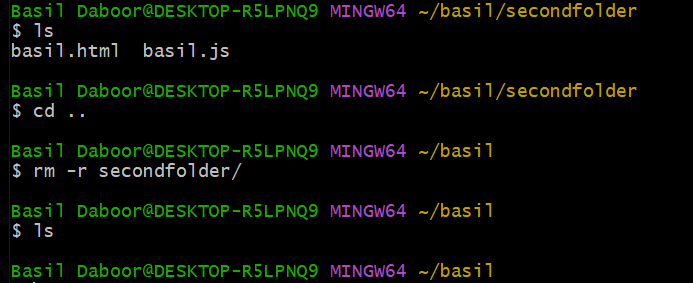 Basil Daboor@DESKTOP-R5LPNQ9 MINGW64 ~/basil/secondfolder
$ ls
basil.html  basil.js
Basil Daboor@DESKTOP-R5LPNQ9 MINGW64 ~/basil/secondfolder
$ cd ..
Basil Daboor@DESKTOP-R5LPNQ9 MINGW64 ~/basil
$ rm -r secondfolder/
Basil Daboor@DESKTOP-R5LPNQ9 MINGW64 ~/basil
$ ls
Basil Daboor@DESKTOP-R5LPNQ9 MINGW64 ~/basil